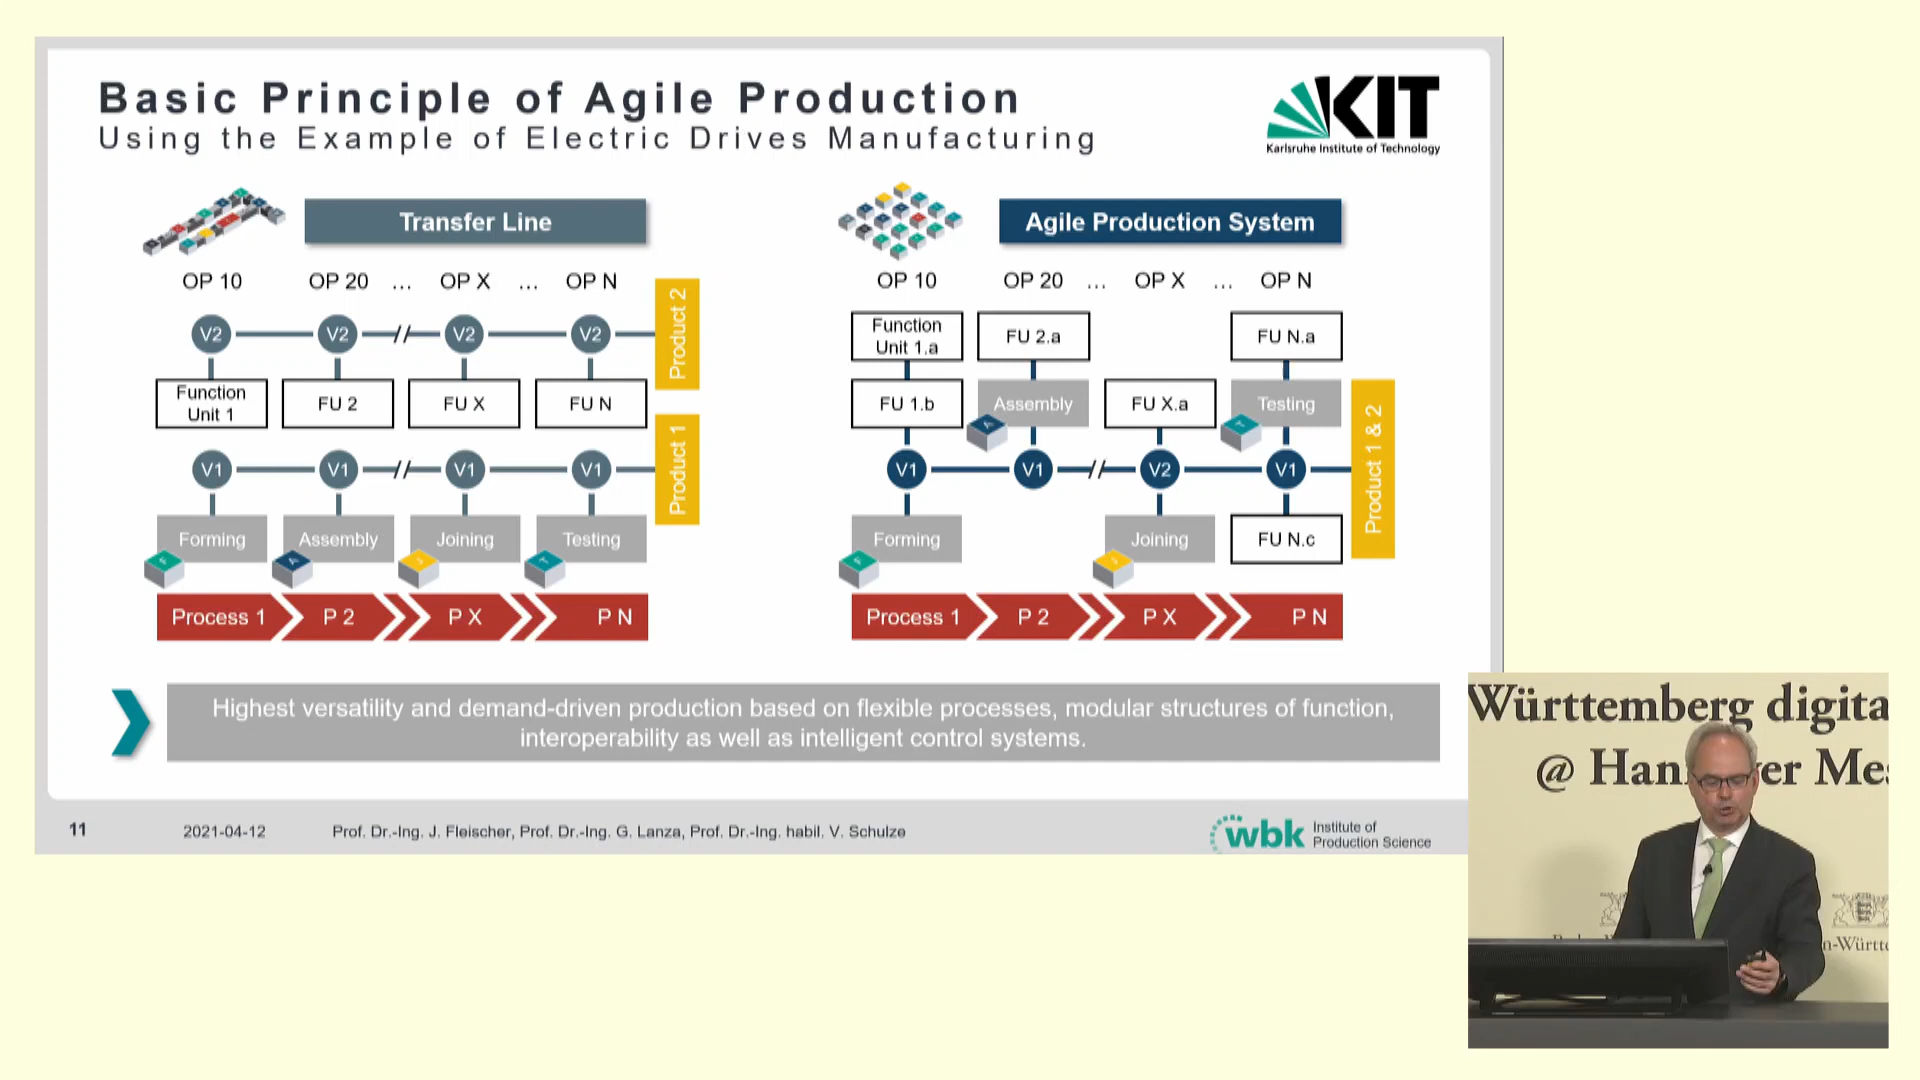 Basic Principle of Agile Production
Using the Example of Electric Drives Manufacturing
KIT
Karlsruhe Institute of Technology
Transfer Line
OP 10 OP 20 ... OP X ... OP N
V2 V2 // V2 V2
Product 2
Function
Unit 1
FU 2
FU X
FU N
V1 V1 // V1 V1
Product 1
Forming
Assembly
Joining
Testing
F A J T
Process 1 P 2 P X P N
Agile Production System
OP 10 OP 20 ... OP X ... OP N
Function
Unit 1.a
FU 2.a
FU N.a
FU 1.b
Assembly
FU X.a
Testing
A T
V1 V1 // V2 V1
Product 1 & 2
Forming
Joining
FU N.c
F J
Process 1 P 2 P X P N
Highest versatility and demand-driven production based on flexible processes, modular structures of function,
interoperability as well as intelligent control systems.
11 2021-04-12 Prof. Dr.-Ing. J. Fleischer, Prof. Dr.-Ing. G. Lanza, Prof. Dr.-Ing. habil. V. Schulze
wbk Institute of
Production Science
Württemberg digita
@ Han er Mes
n-Württe